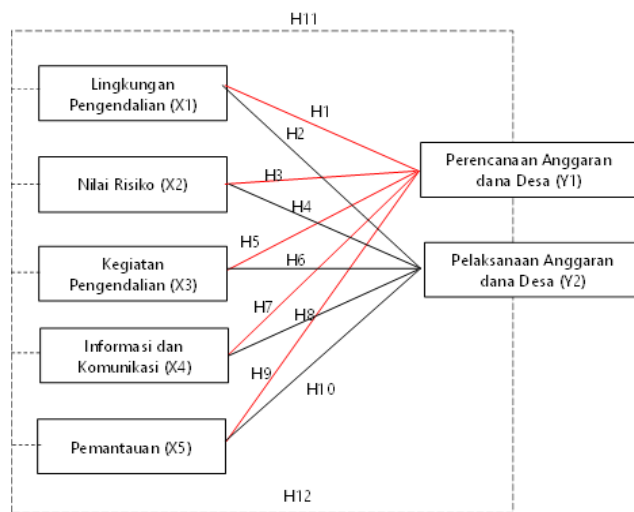 H11
Lingkungan
Pengendalian (X1)
H1
H2
Perencanaan Anggaran
dana Desa (Y1)
Nilai Risiko (X2)
H3
H4
H5
Kegiatan
Pengendalian (X3)
H6
Pelaksanaan Anggaran
dana Desa (Y2)
H7
H8
Informasi dan
Komunikasi (X4)
H9
H10
Pemantauan (X5)
H12